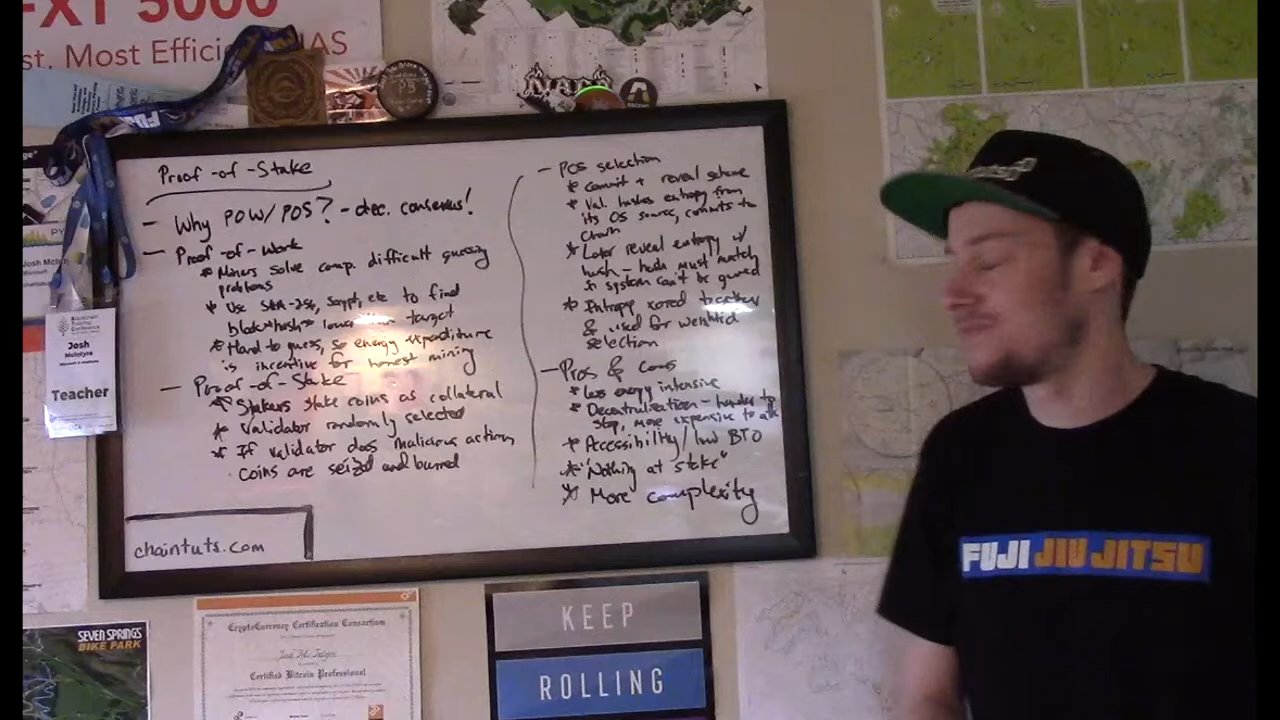 FXT 5000
st. Most Efficie NAS
Proof-of-Stake
- Why POW/POS? - dec. consensus!
- Proof-of-work
* Miners solve comp. difficult guessing
problems
* Use SHA-256, scrypt, etc to find
block hash lower than target
* Hard to guess, so energy expenditure
is incentive for honest mining
- Proof-of-Stake
* Stakers stake coins as collateral
* Validator randomly selected
* If validator does malicious action,
coins are seized and burned
chaintuts.com
- POS selection
* Commit + reveal scheme
* Val. hashes entropy from
its OS source, commits to
chain
* Later reveal entropy w/
hash - hash must match
so system can't be gamed
* Entropy xored together
& used for weighted
selection
- Pros & Cons
* Less energy intensive
* Decentralization - harder to
stop, more expensive to
* Accessibility/low BTO
* "Nothing at stake"
* More complexity
Josh
McIntyre
Teacher
SEVEN SPRINGS
BIKE PARK
CryptoCurrency Certification Consortium
Certified Bitcoin Professional
KEEP
ROLLING
FUJI JIU JITSU